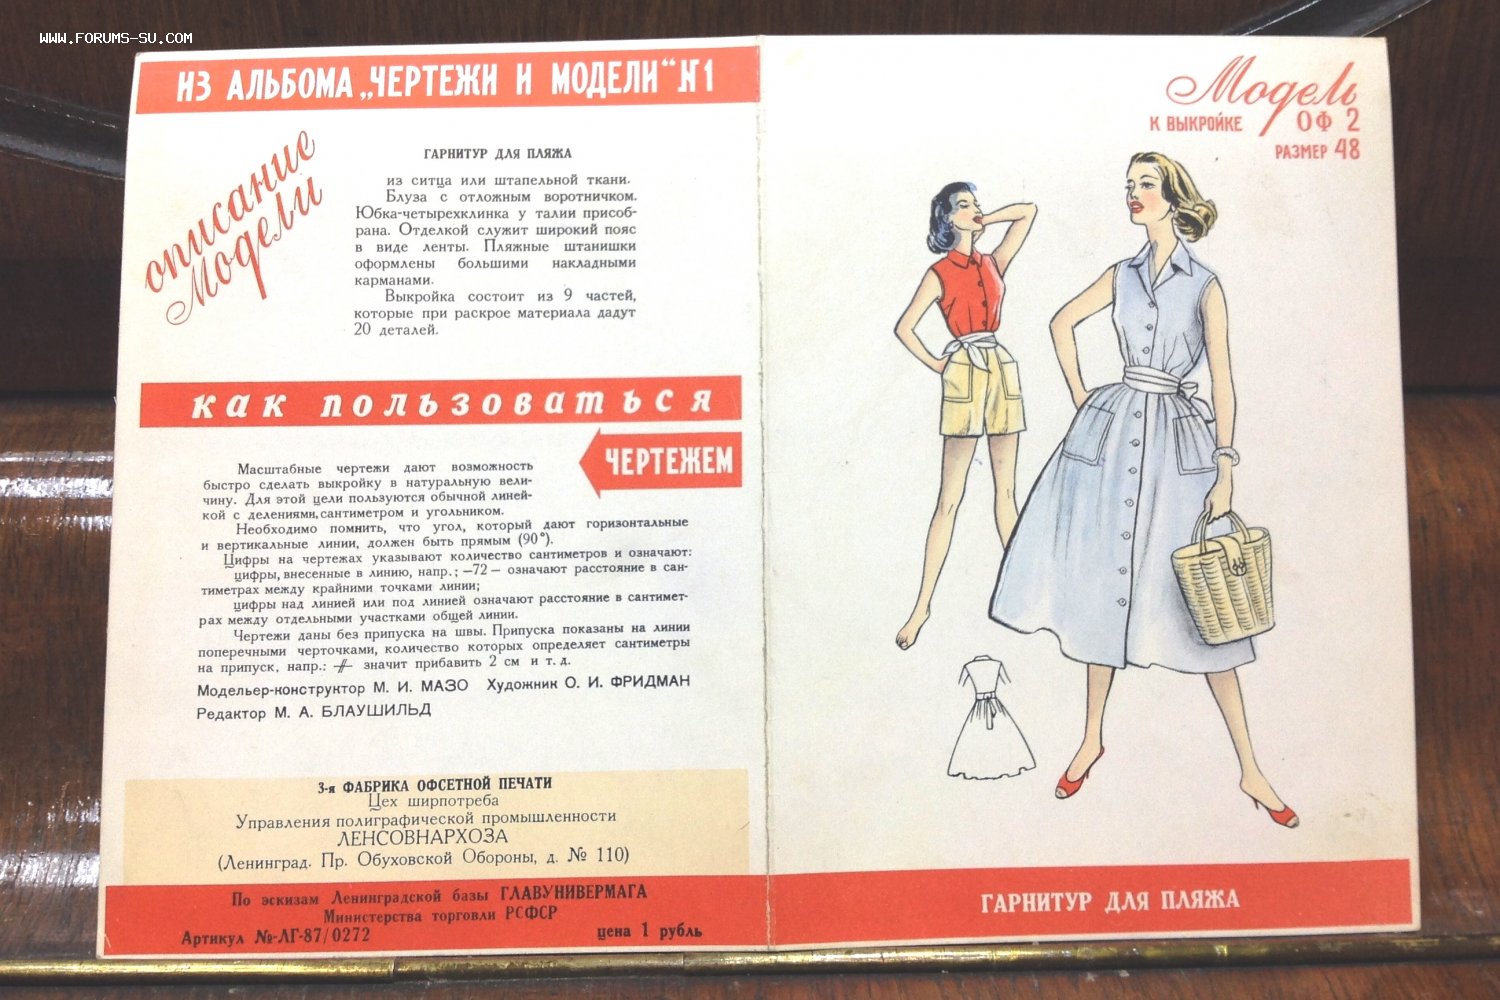 WWW.FORUMS-SU.COM
ИЗ АЛЬБОМА „ЧЕРТЕЖИ И МОДЕЛИ“ №1
описание
модели
ГАРНИТУР ДЛЯ ПЛЯЖА
из ситца или штапельной ткани.
Блуза с отложным воротничком.
Юбка-четырехклинка у талии присоб-
рана. Отделкой служит широкий пояс
в виде ленты. Пляжные штанишки
оформлены большими накладными
карманами.
Выкройка состоит из 9 частей,
которые при раскрое материала дадут
20 деталей.
как пользоваться
ЧЕРТЕЖЕМ
Масштабные чертежи дают возможность
быстро сделать выкройку в натуральную вели-
чину. Для этой цели пользуются обычной линей-
кой с делениями, сантиметром и угольником.
Необходимо помнить, что угол, который дают горизонтальные
и вертикальные линии, должен быть прямым (90°).
Цифры на чертежах указывают количество сантиметров и означают:
цифры, внесенные в линию, напр.; —72— означают расстояние в сан-
тиметрах между крайними точками линии;
цифры над линией или под линией означают расстояние в сантимет-
рах между отдельными участками общей линии.
Чертежи даны без припуска на швы. Припуска показаны на линии
поперечными черточками, количество которых определяет сантиметры
на припуск, напр.: -//- значит прибавить 2 см и т. д.
Модельер-конструктор М. И. МАЗО Художник О. И. ФРИДМАН
Редактор М. А. БЛАУШИЛЬД
3-я ФАБРИКА ОФСЕТНОЙ ПЕЧАТИ
Цех ширпотреба
Управления полиграфической промышленности
ЛЕНСОВНАРХОЗА
(Ленинград. Пр. Обуховской Обороны, д. № 110)
По эскизам Ленинградской базы ГЛАВУНИВЕРМАГА
Министерства торговли РСФСР
Артикул №-ЛГ-87/0272 цена 1 рубль
Модель
К ВЫКРОЙКЕ ОФ 2
РАЗМЕР 48
ГАРНИТУР ДЛЯ ПЛЯЖА